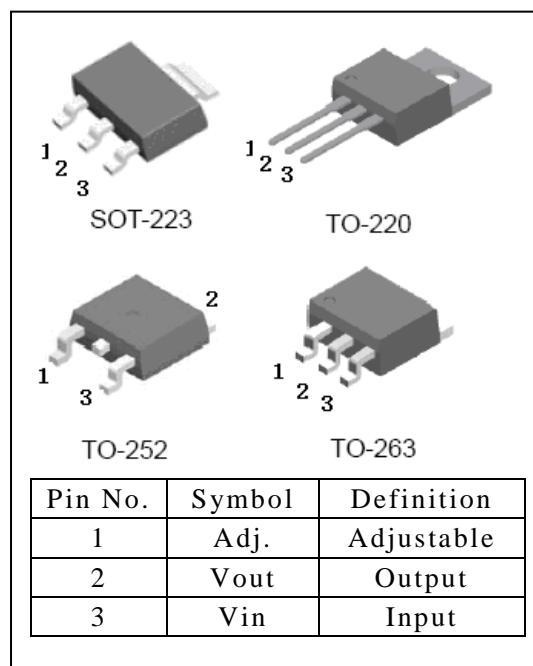 1
2
3
SOT-223
1
2
3
TO-220
2
1
3
TO-252
1
2
3
TO-263
Pin No. Symbol Definition
1 Adj. Adjustable
2 Vout Output
3 Vin Input